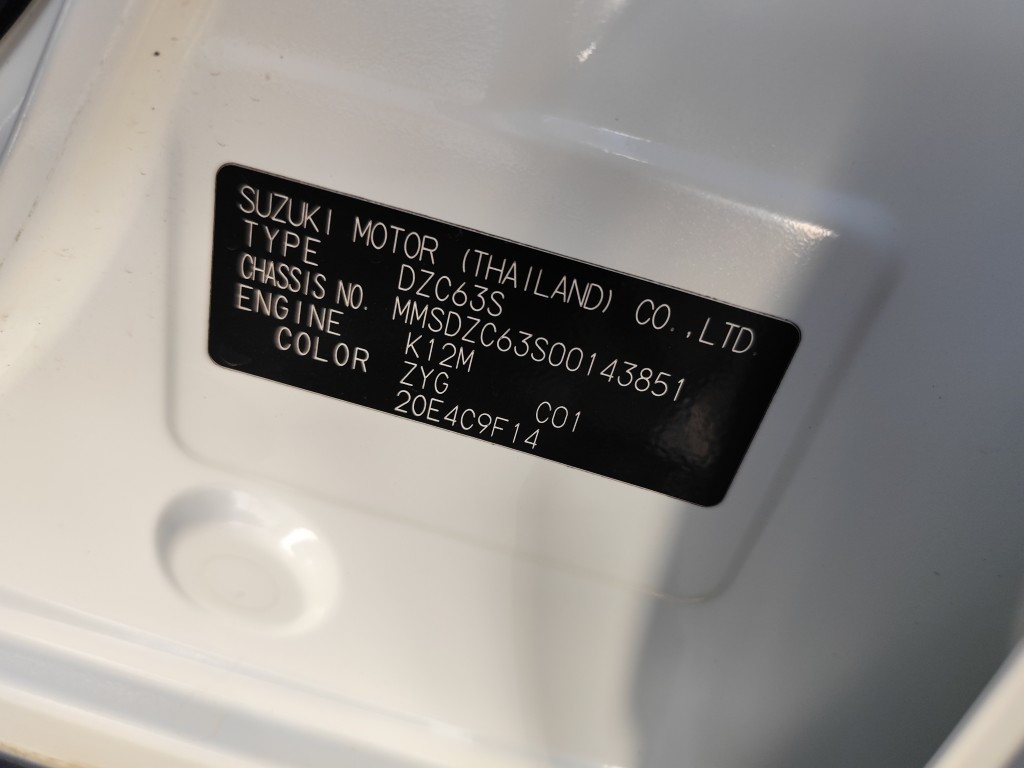 SUZUKI MOTOR (THAILAND) CO.,LTD.
TYPE DZC63S
CHASSIS NO. MMSDZC63S00143851
ENGINE K12M
COLOR ZYG C01
20E4C9F14